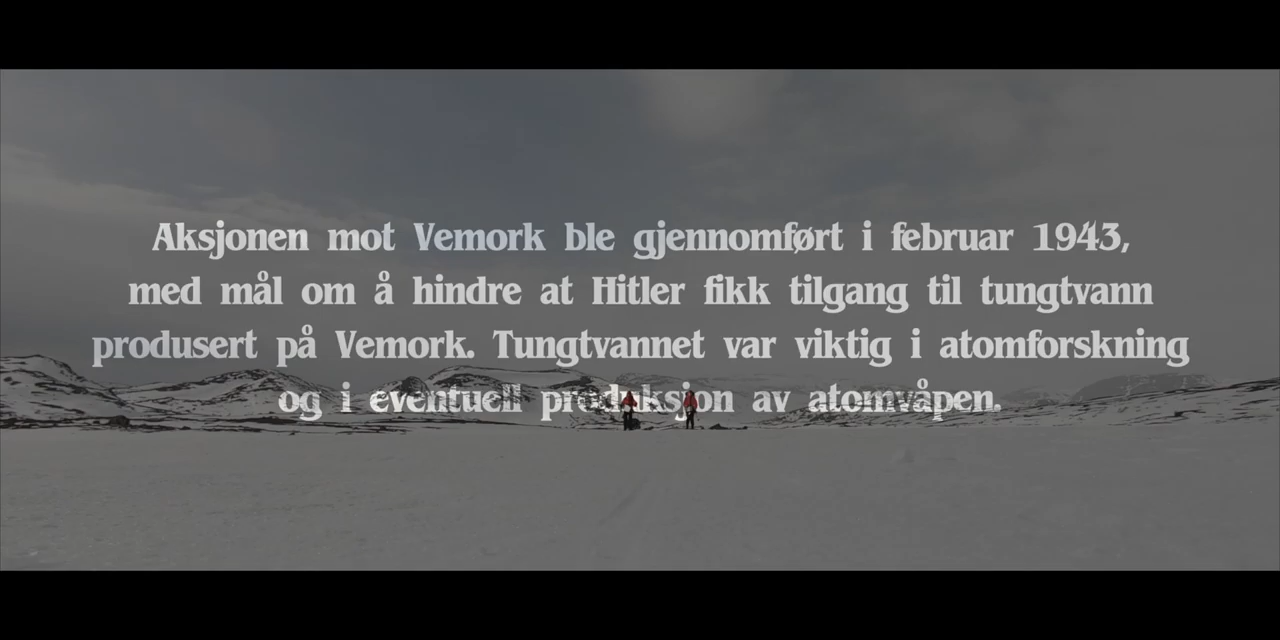 Aksjonen mot Vemork ble gjennomført i februar 1943,
med mål om å hindre at Hitler fikk tilgang til tungtvann
produsert på Vemork. Tungtvannet var viktig i atomforskning
og i eventuell produksjon av atomvåpen.